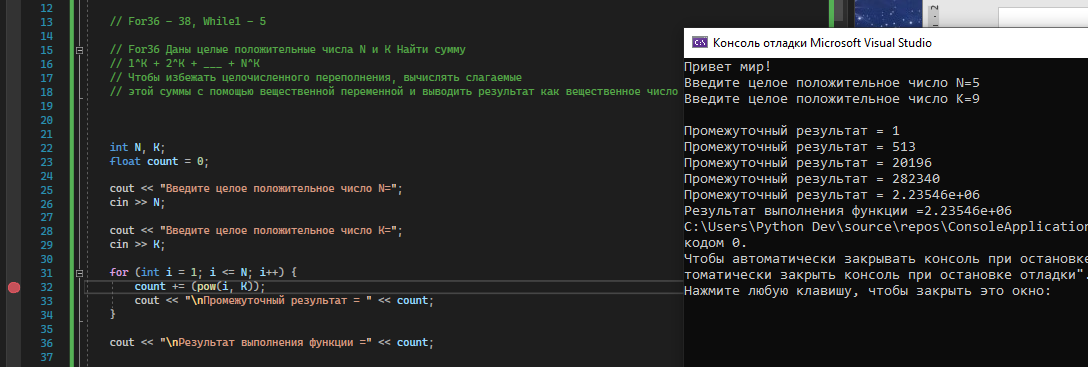 12
13 // For36 - 38, While1 - 5
14
15 // For36 Даны целые положительные числа N и К Найти сумму
16 // 1^K + 2^K + ___ + N^K
17 // Чтобы избежать целочисленного переполнения, вычислять слагаемые
18 // этой суммы с помощью вещественной переменной и выводить результат как вещественное число
19
20
21
22 int N, K;
23 float count = 0;
24
25 cout << "Введите целое положительное число N=";
26 cin >> N;
27
28 cout << "Введите целое положительное число K=";
29 cin >> K;
30
31 for (int i = 1; i <= N; i++) {
32 count += (pow(i, K));
33 cout << "\nПромежуточный результат = " << count;
34 }
35
36 cout << "\nРезультат выполнения функции =" << count;
37
2
Консоль отладки Microsoft Visual Studio
Привет мир!
Введите целое положительное число N=5
Введите целое положительное число K=9
Промежуточный результат = 1
Промежуточный результат = 513
Промежуточный результат = 20196
Промежуточный результат = 282340
Промежуточный результат = 2.23546e+06
Результат выполнения функции =2.23546e+06
C:\Users\Python Dev\source\repos\ConsoleApplication
кодом 0.
Чтобы автоматически закрывать консоль при остановке
томатически закрыть консоль при остановке отладки".
Нажмите любую клавишу, чтобы закрыть это окно: